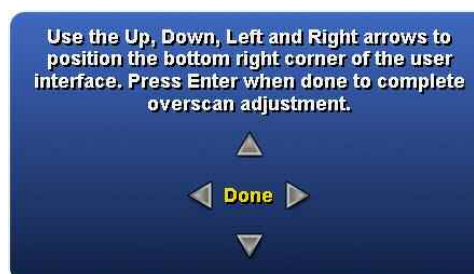 Use the Up, Down, Left and Right arrows to
position the bottom right corner of the user
interface. Press Enter when done to complete
overscan adjustment.
Done